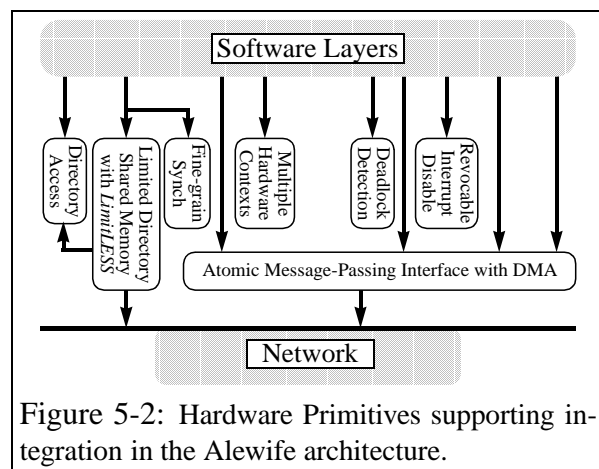 Software Layers
Directory
Access
Limited Directory
Shared Memory
with LimitLESS
Fine-grain
Synch
Multiple
Hardware
Contexts
Deadlock
Detection
Revocable
Interrupt
Disable
Atomic Message-Passing Interface with DMA
Network
Figure 5-2: Hardware Primitives supporting in-
tegration in the Alewife architecture.